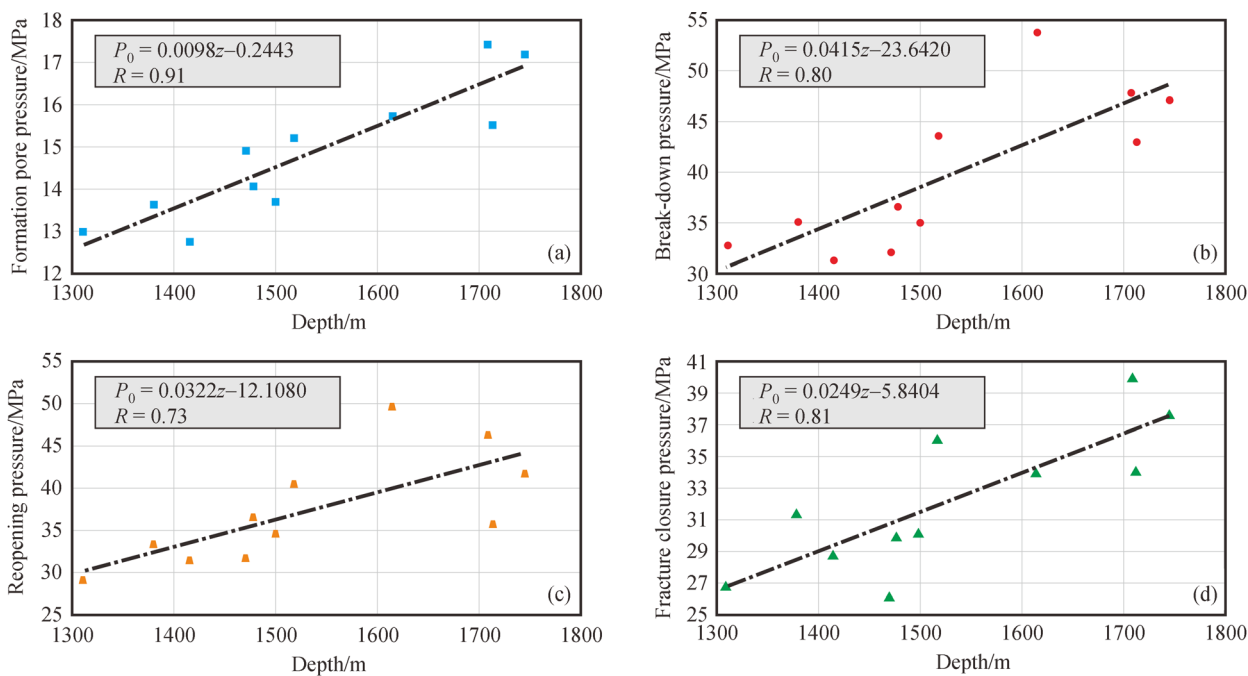 Formation pore pressure/MPa
18
17
16
15
14
13
12
P₀ = 0.0098z–0.2443
R = 0.91
(a)
1300 1400 1500 1600 1700 1800
Depth/m
Break-down pressure/MPa
55
50
45
40
35
30
P₀ = 0.0415z–23.6420
R = 0.80
(b)
1300 1400 1500 1600 1700 1800
Depth/m
Reopening pressure/MPa
55
50
45
40
35
30
25
P₀ = 0.0322z–12.1080
R = 0.73
(c)
1300 1400 1500 1600 1700 1800
Depth/m
Fracture closure pressure/MPa
41
39
37
35
33
31
29
27
25
P₀ = 0.0249z–5.8404
R = 0.81
(d)
1300 1400 1500 1600 1700 1800
Depth/m